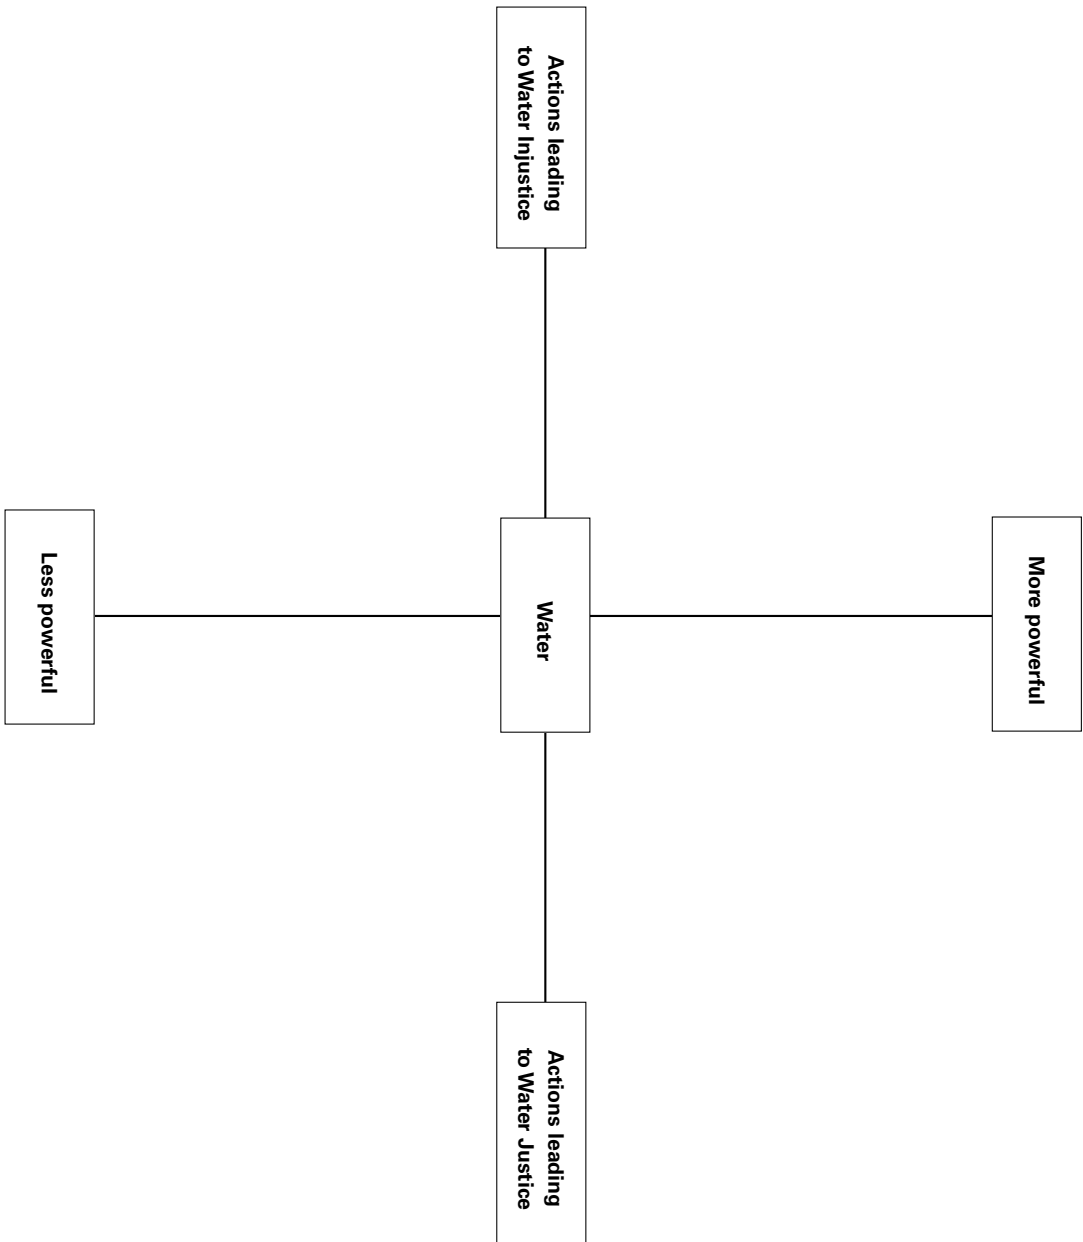 More powerful
Actions leading
to Water Injustice
Water
Actions leading
to Water Justice
Less powerful